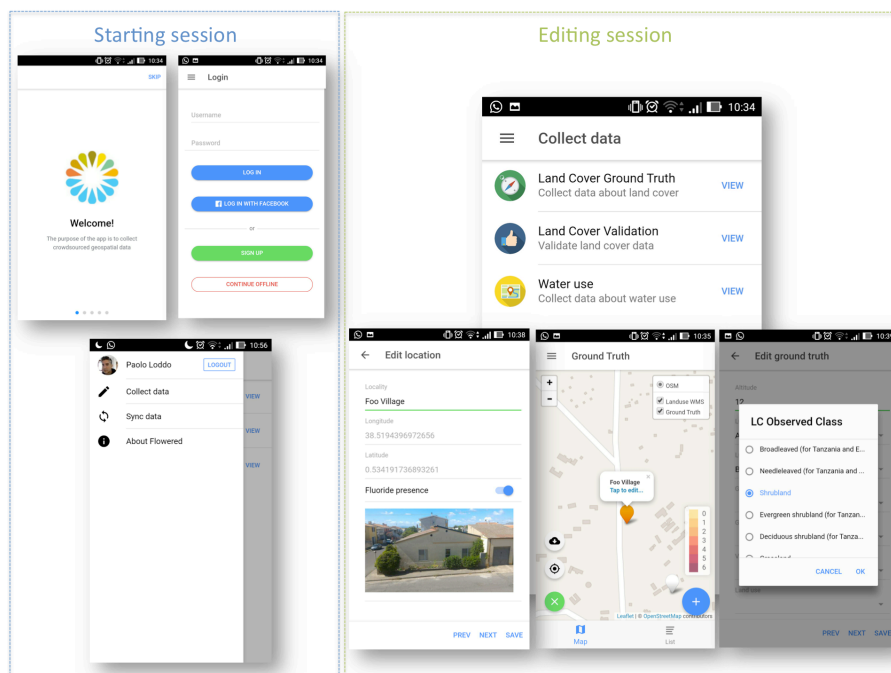 Starting session
10:34
SKIP
Welcome!
The purpose of the app is to collect
crowdsourced geospatial data
10:34
Login
Username
Password
LOG IN
LOG IN WITH FACEBOOK
or
SIGN UP
CONTINUE OFFLINE
10:56
Paolo Loddo
LOGOUT
Collect data
VIEW
Sync data
VIEW
About Flowered
VIEW
Editing session
10:34
Collect data
Land Cover Ground Truth
Collect data about land cover
VIEW
Land Cover Validation
Validate land cover data
VIEW
Water use
Collect data about water use
VIEW
10:38
Edit location
Locality
Foo Village
Longitude
38.5194396972656
Latitude
0.534191736893261
Fluoride presence
PREV NEXT SAVE
10:35
Ground Truth
+
-
OSM
Landuse WMS
Ground Truth
Foo Village
×
Tap to edit...
0
1
2
3
4
5
6
Leaflet | © OpenStreetMap contributors
Map
List
10:39
Edit ground truth
Altitude
12
LC Observed Class
Broadleaved (for Tanzania and E...
Needleleaved (for Tanzania and ...
Shrubland
Evergreen shrubland (for Tanzan...
Deciduous shrubland (for Tanza...
CANCEL OK
Land use
PREV NEXT SAVE